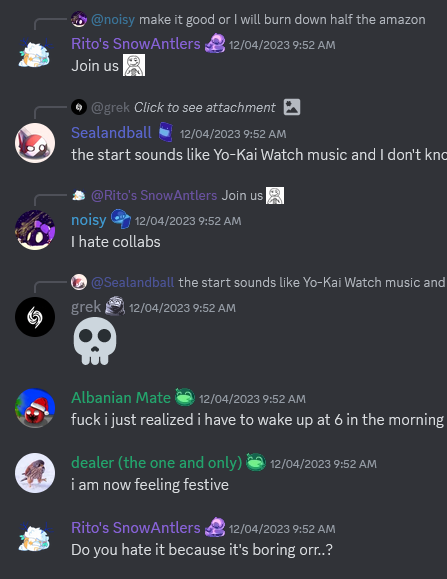 @noisy make it good or I will burn down half the amazon
Rito's SnowAntlers 12/04/2023 9:52 AM
Join us
@grek Click to see attachment
Sealandball 12/04/2023 9:52 AM
the start sounds like Yo-Kai Watch music and I don't kno
@Rito's SnowAntlers Join us
noisy 12/04/2023 9:52 AM
I hate collabs
@Sealandball the start sounds like Yo-Kai Watch music and
grek 12/04/2023 9:52 AM
Albanian Mate 12/04/2023 9:52 AM
fuck i just realized i have to wake up at 6 in the morning
dealer (the one and only) 12/04/2023 9:52 AM
i am now feeling festive
Rito's SnowAntlers 12/04/2023 9:52 AM
Do you hate it because it's boring orr..?